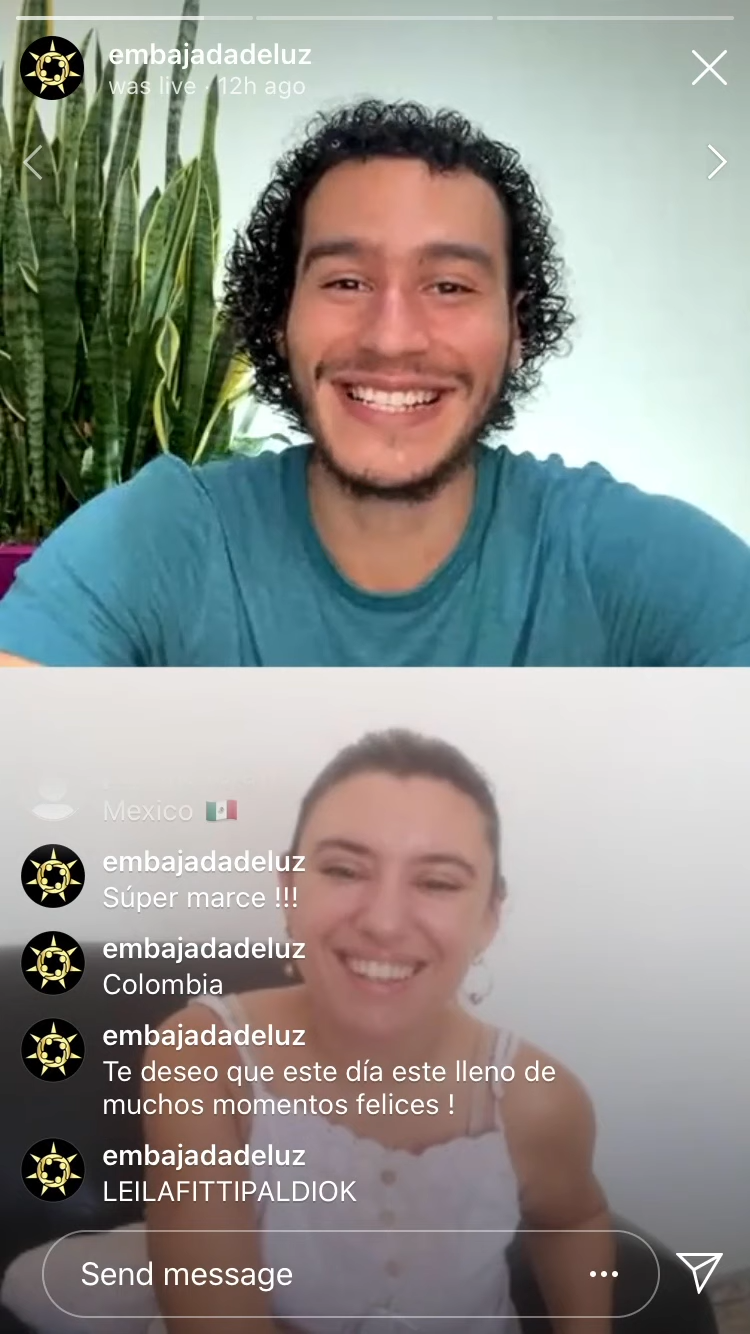 embajadadeluz
was live · 12h ago
Mexico 🇲🇽
embajadadeluz
Súper marce !!!
embajadadeluz
Colombia
embajadadeluz
Te deseo que este día este lleno de
muchos momentos felices !
embajadadeluz
LEILAFITTIPALDIOK
Send message